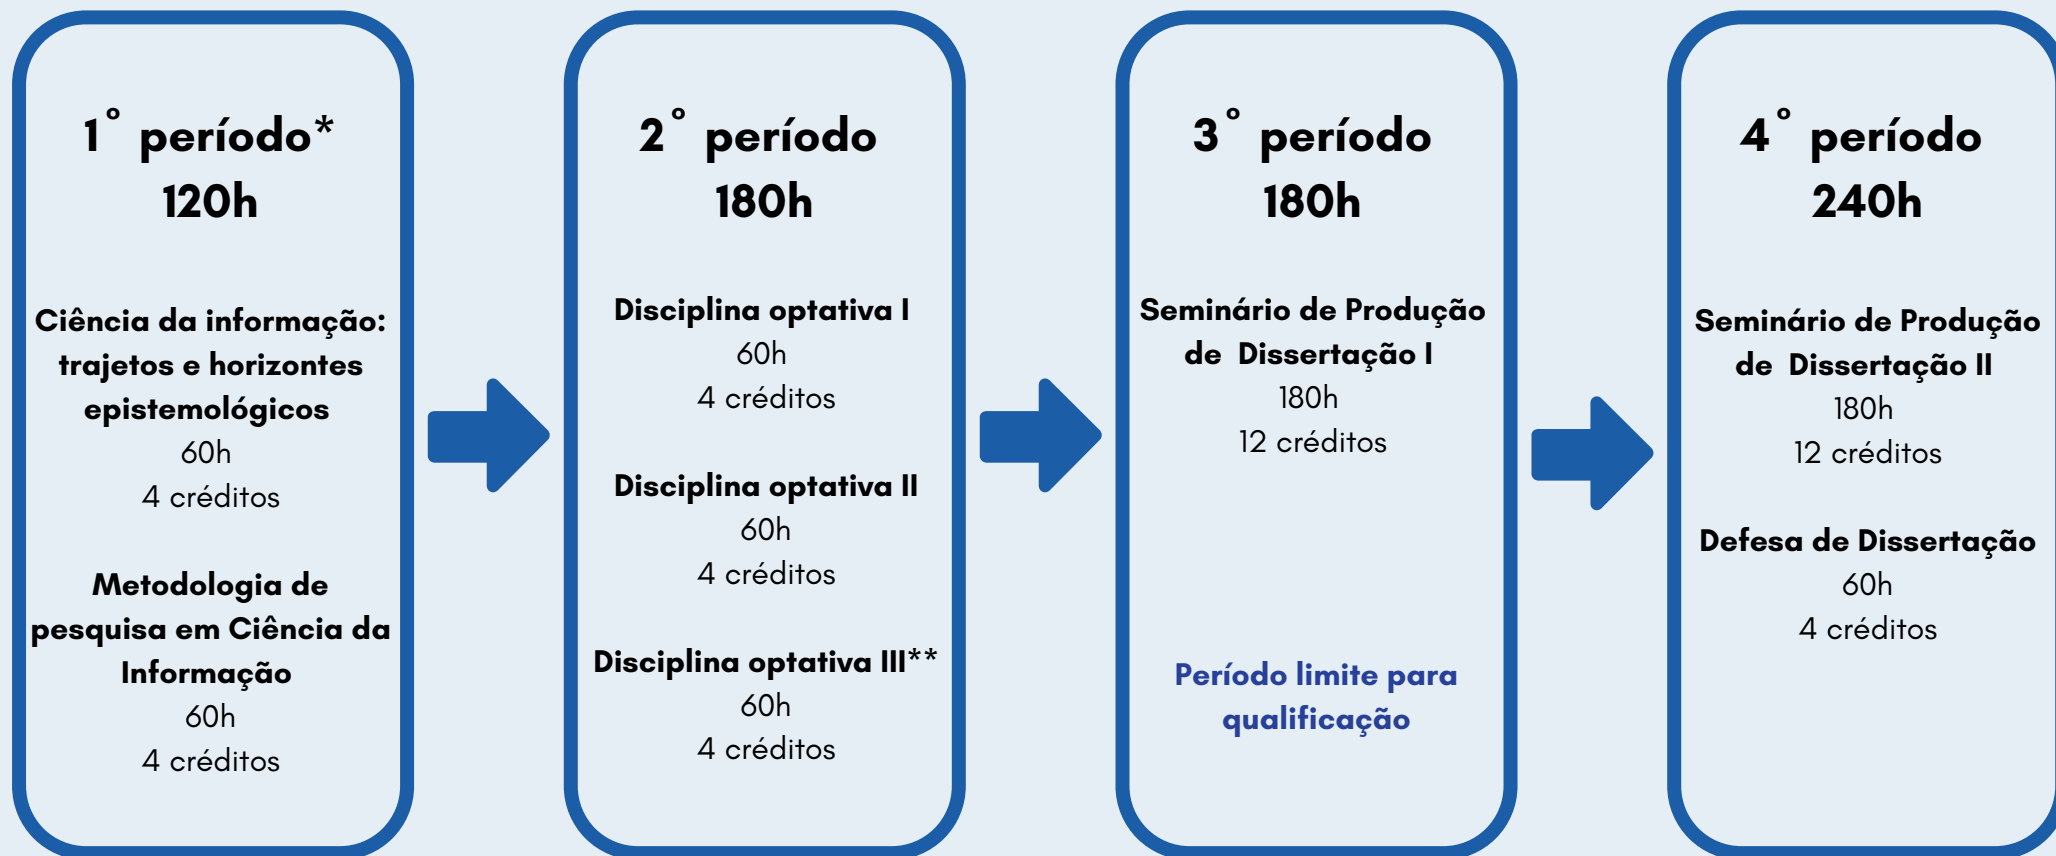 1° período*
120h
Ciência da informação:
trajetos e horizontes
epistemológicos
60h
4 créditos
Metodologia de
pesquisa em Ciência da
Informação
60h
4 créditos
2° período
180h
Disciplina optativa I
60h
4 créditos
Disciplina optativa II
60h
4 créditos
Disciplina optativa III**
60h
4 créditos
3° período
180h
Seminário de Produção
de Dissertação I
180h
12 créditos
Período limite para
qualificação
4° período
240h
Seminário de Produção
de Dissertação II
180h
12 créditos
Defesa de Dissertação
60h
4 créditos